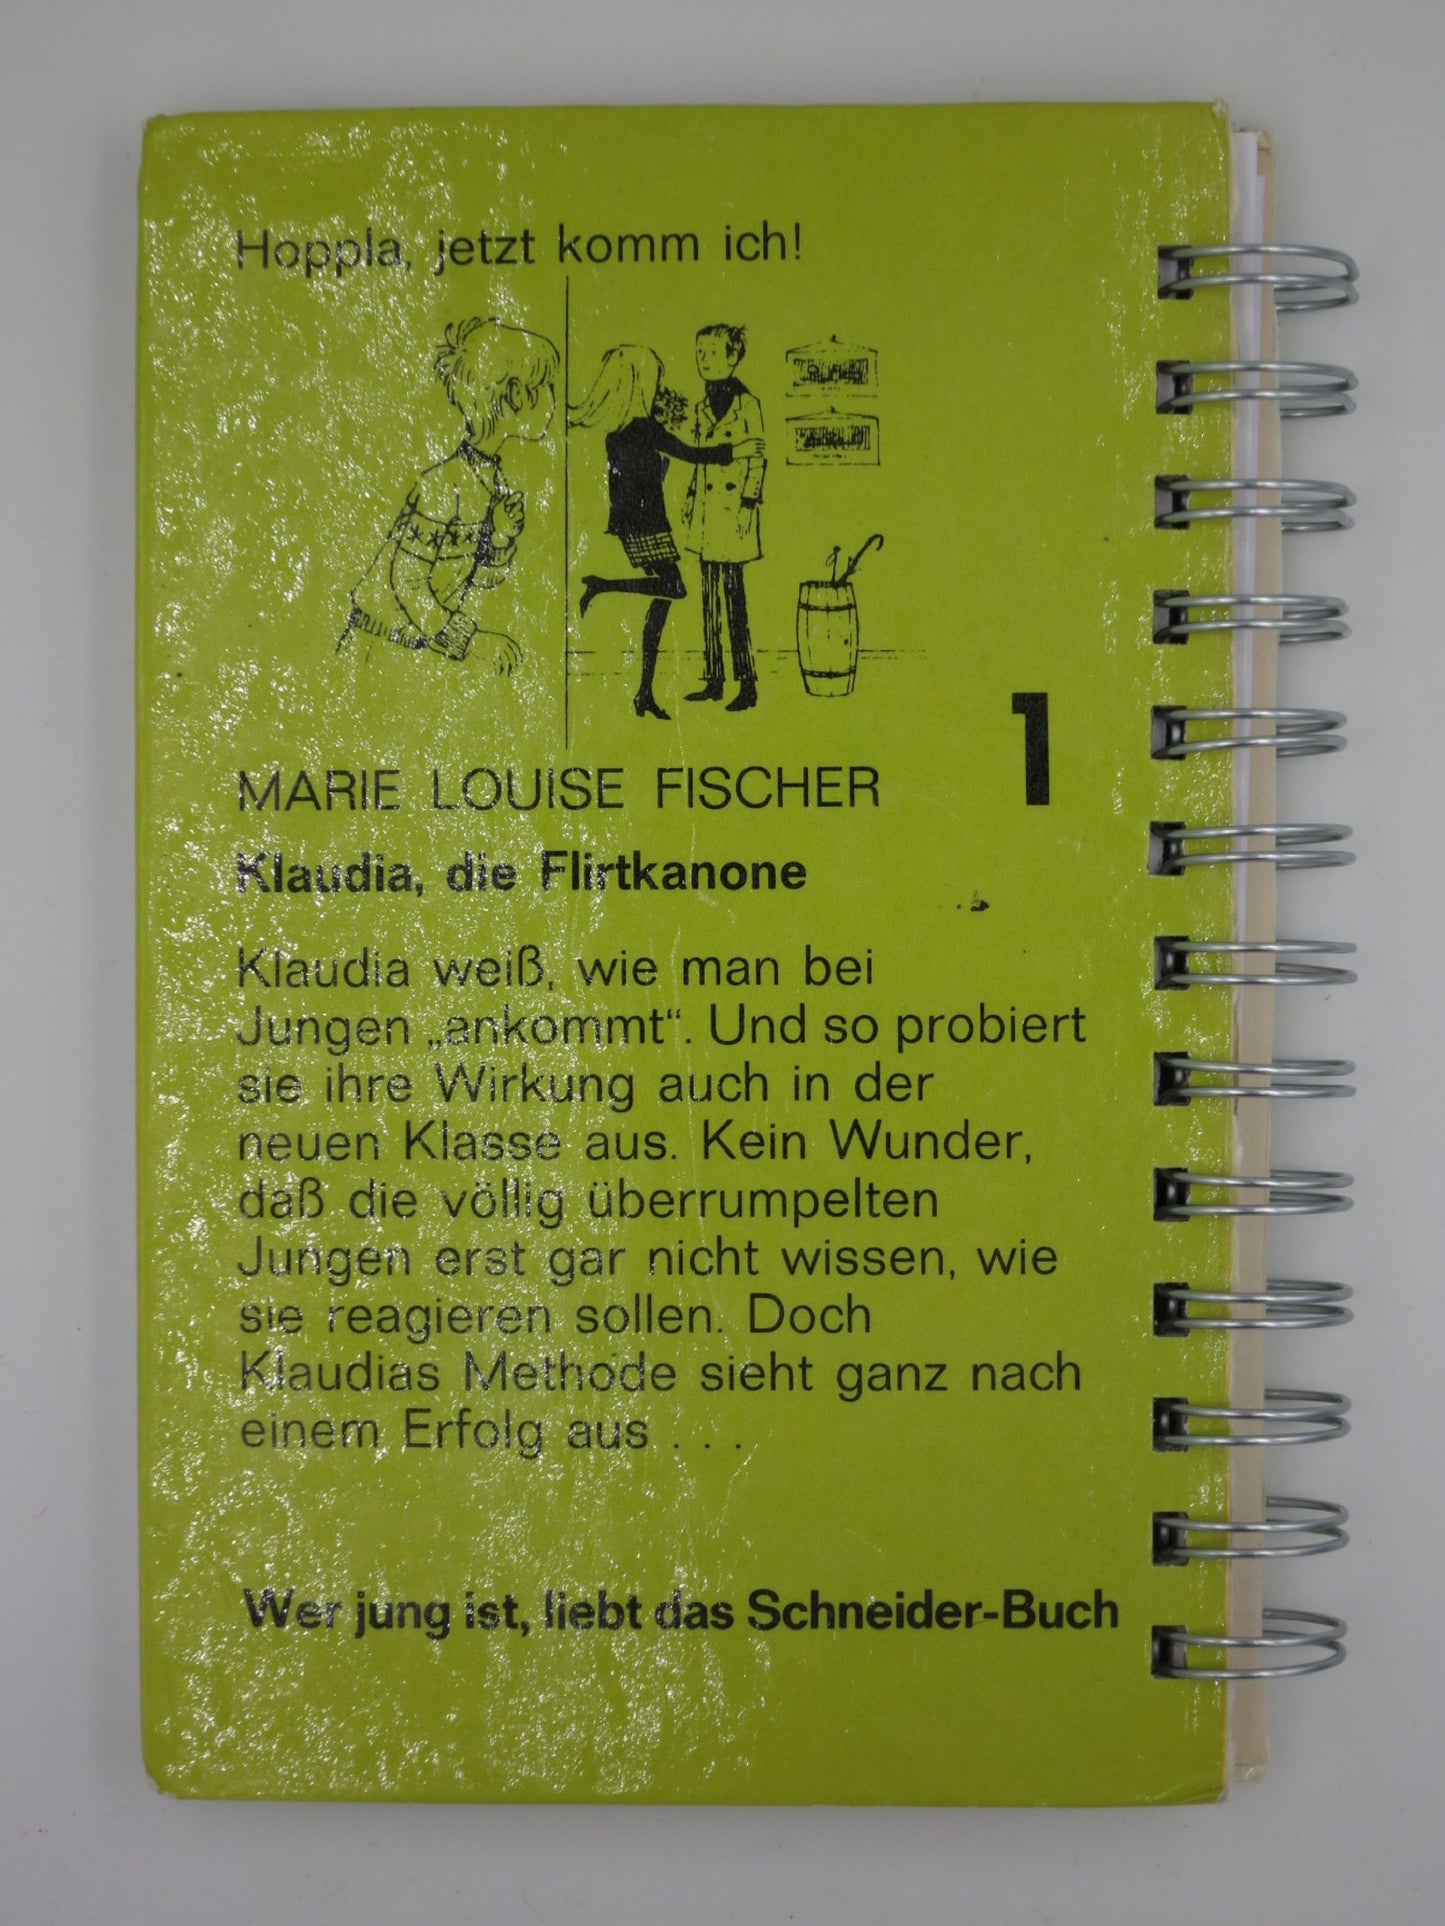 Hoppla, jetzt komm ich!
1
MARIE LOUISE FISCHER
Klaudia, die Flirtkanone
Klaudia weiß, wie man bei
Jungen „ankommt“. Und so probiert
sie ihre Wirkung auch in der
neuen Klasse aus. Kein Wunder,
daß die völlig überrumpelten
Jungen erst gar nicht wissen, wie
sie reagieren sollen. Doch
Klaudias Methode sieht ganz nach
einem Erfolg aus . . .
Wer jung ist, liebt das Schneider-Buch